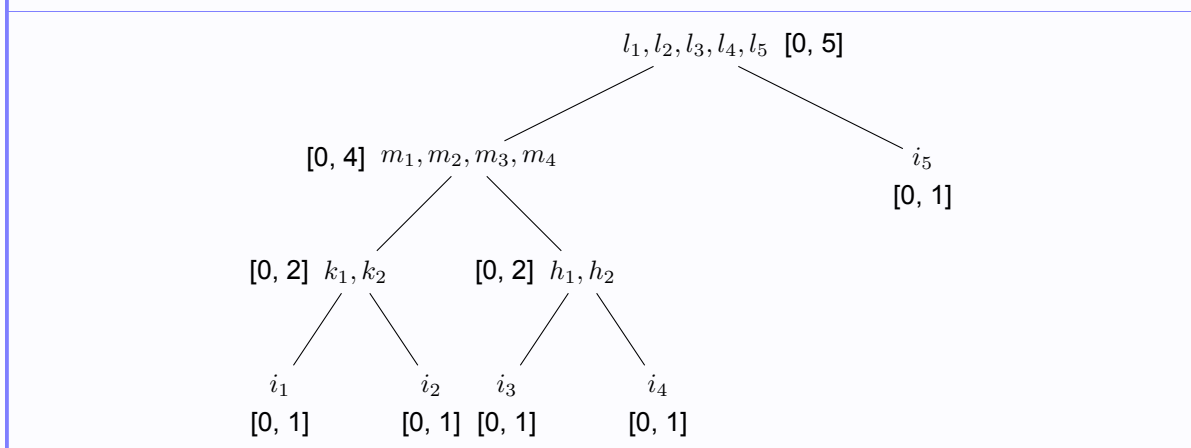 l₁, l₂, l₃, l₄, l₅ [0, 5]
[0, 4] m₁, m₂, m₃, m₄
i₅
[0, 1]
[0, 2] k₁, k₂
[0, 2] h₁, h₂
i₁
i₂
i₃
i₄
[0, 1]
[0, 1]
[0, 1]
[0, 1]